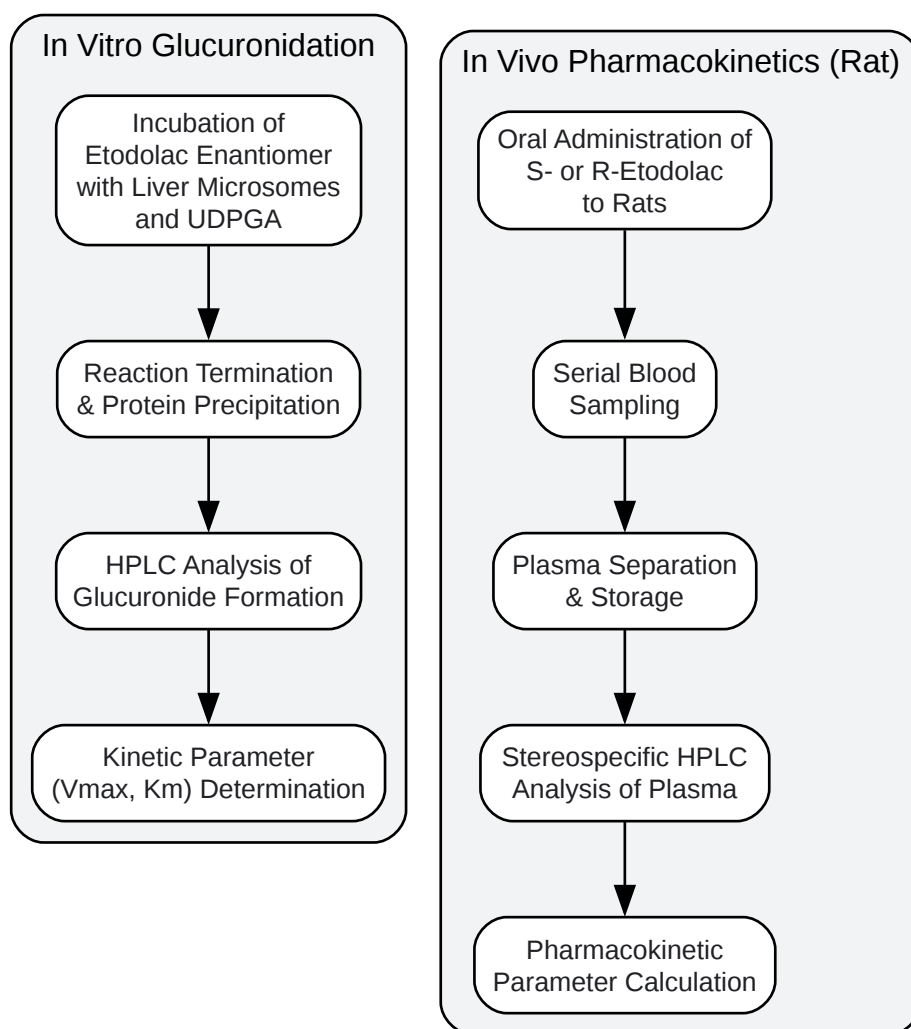 In Vitro Glucuronidation
Incubation of
Etodolac Enantiomer
with Liver Microsomes
and UDPGA
Reaction Termination
& Protein Precipitation
HPLC Analysis of
Glucuronide Formation
Kinetic Parameter
(Vmax, Km) Determination
In Vivo Pharmacokinetics (Rat)
Oral Administration of
S- or R-Etodolac
to Rats
Serial Blood
Sampling
Plasma Separation
& Storage
Stereospecific HPLC
Analysis of Plasma
Pharmacokinetic
Parameter Calculation